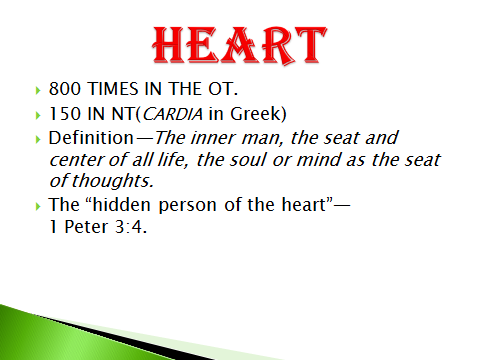 HEART
800 TIMES IN THE OT.
150 IN NT(CARDIA in Greek)
Definition—The inner man, the seat and
center of all life, the soul or mind as the seat
of thoughts.
The “hidden person of the heart”—
1 Peter 3:4.